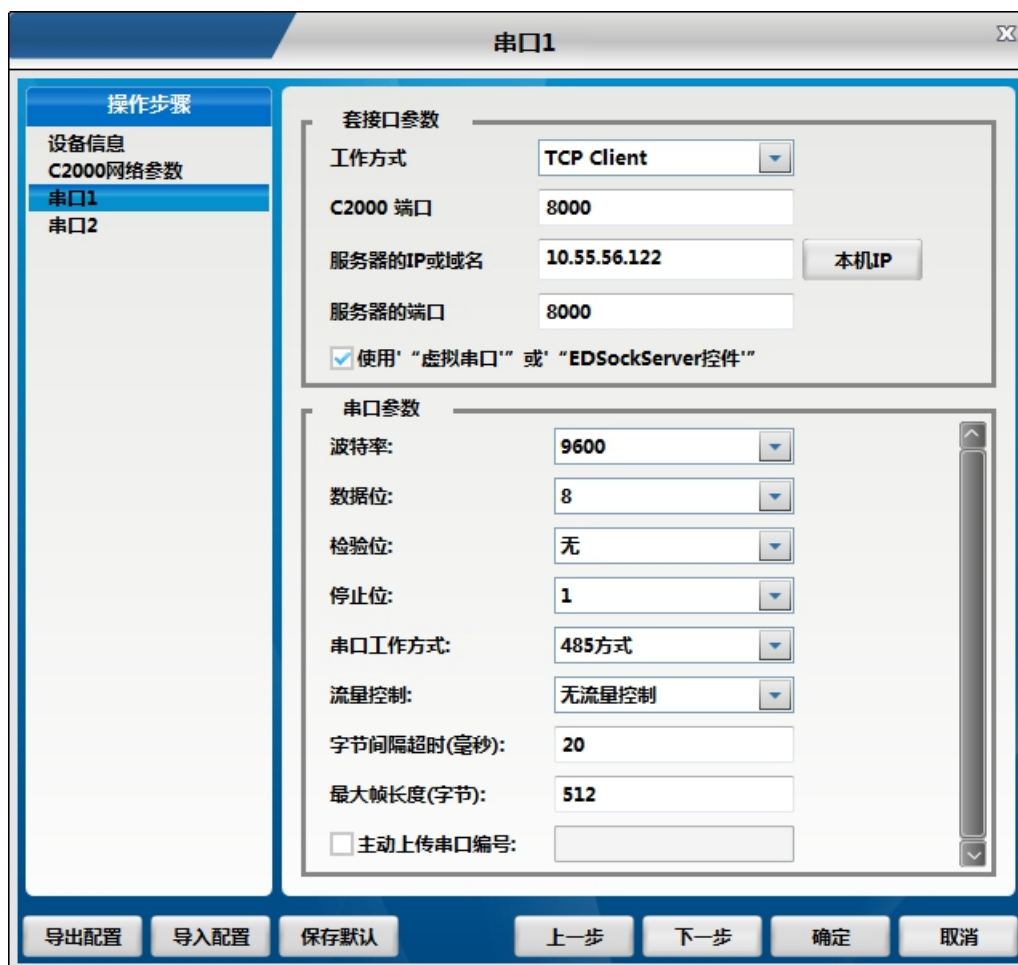 串口1
操作步骤
设备信息
C2000网络参数
串口1
串口2
套接口参数
工作方式 TCP Client
C2000 端口 8000
服务器的IP或域名 10.55.56.122 本机IP
服务器的端口 8000
使用' “虚拟串口'” 或' “EDSockServer控件'”
串口参数
波特率: 9600
数据位: 8
检验位: 无
停止位: 1
串口工作方式: 485方式
流量控制: 无流量控制
字节间隔超时(毫秒): 20
最大帧长度(字节): 512
主动上传串口编号:
导出配置 导入配置 保存默认 上一步 下一步 确定 取消